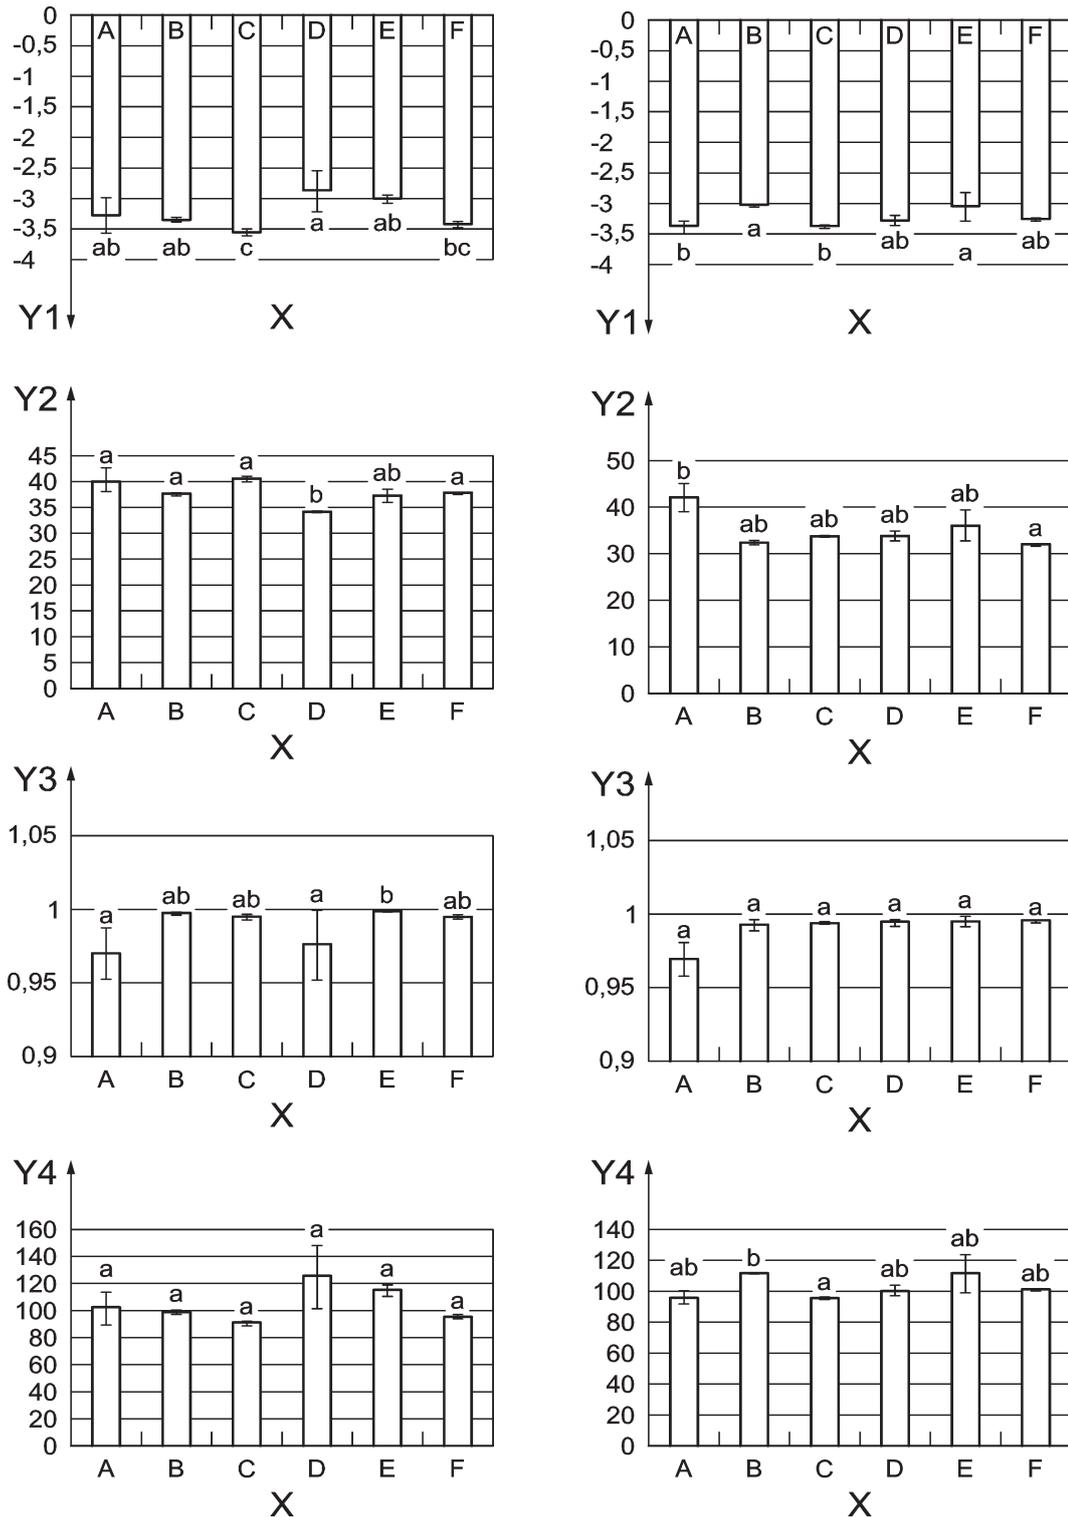 0
A B C D E F
-0,5
-1
-1,5
-2
-2,5
-3
-3,5
-4
ab ab c a ab bc
Y1 X
0
A B C D E F
-0,5
-1
-1,5
-2
-2,5
-3
-3,5
-4
b a b ab a ab
Y1 X
Y2
45
40
35
30
25
20
15
10
5
0
a a a b ab a
A B C D E F
X
Y2
50
40
30
20
10
0
b ab ab ab ab a
A B C D E F
X
Y3
1,05
1
0,95
0,9
a ab ab a b ab
A B C D E F
X
Y3
1,05
1
0,95
0,9
a a a a a a
A B C D E F
X
Y4
160
140
120
100
80
60
40
20
0
a a a a a a
A B C D E F
X
Y4
140
120
100
80
60
40
20
0
ab b a ab ab ab
A B C D E F
X